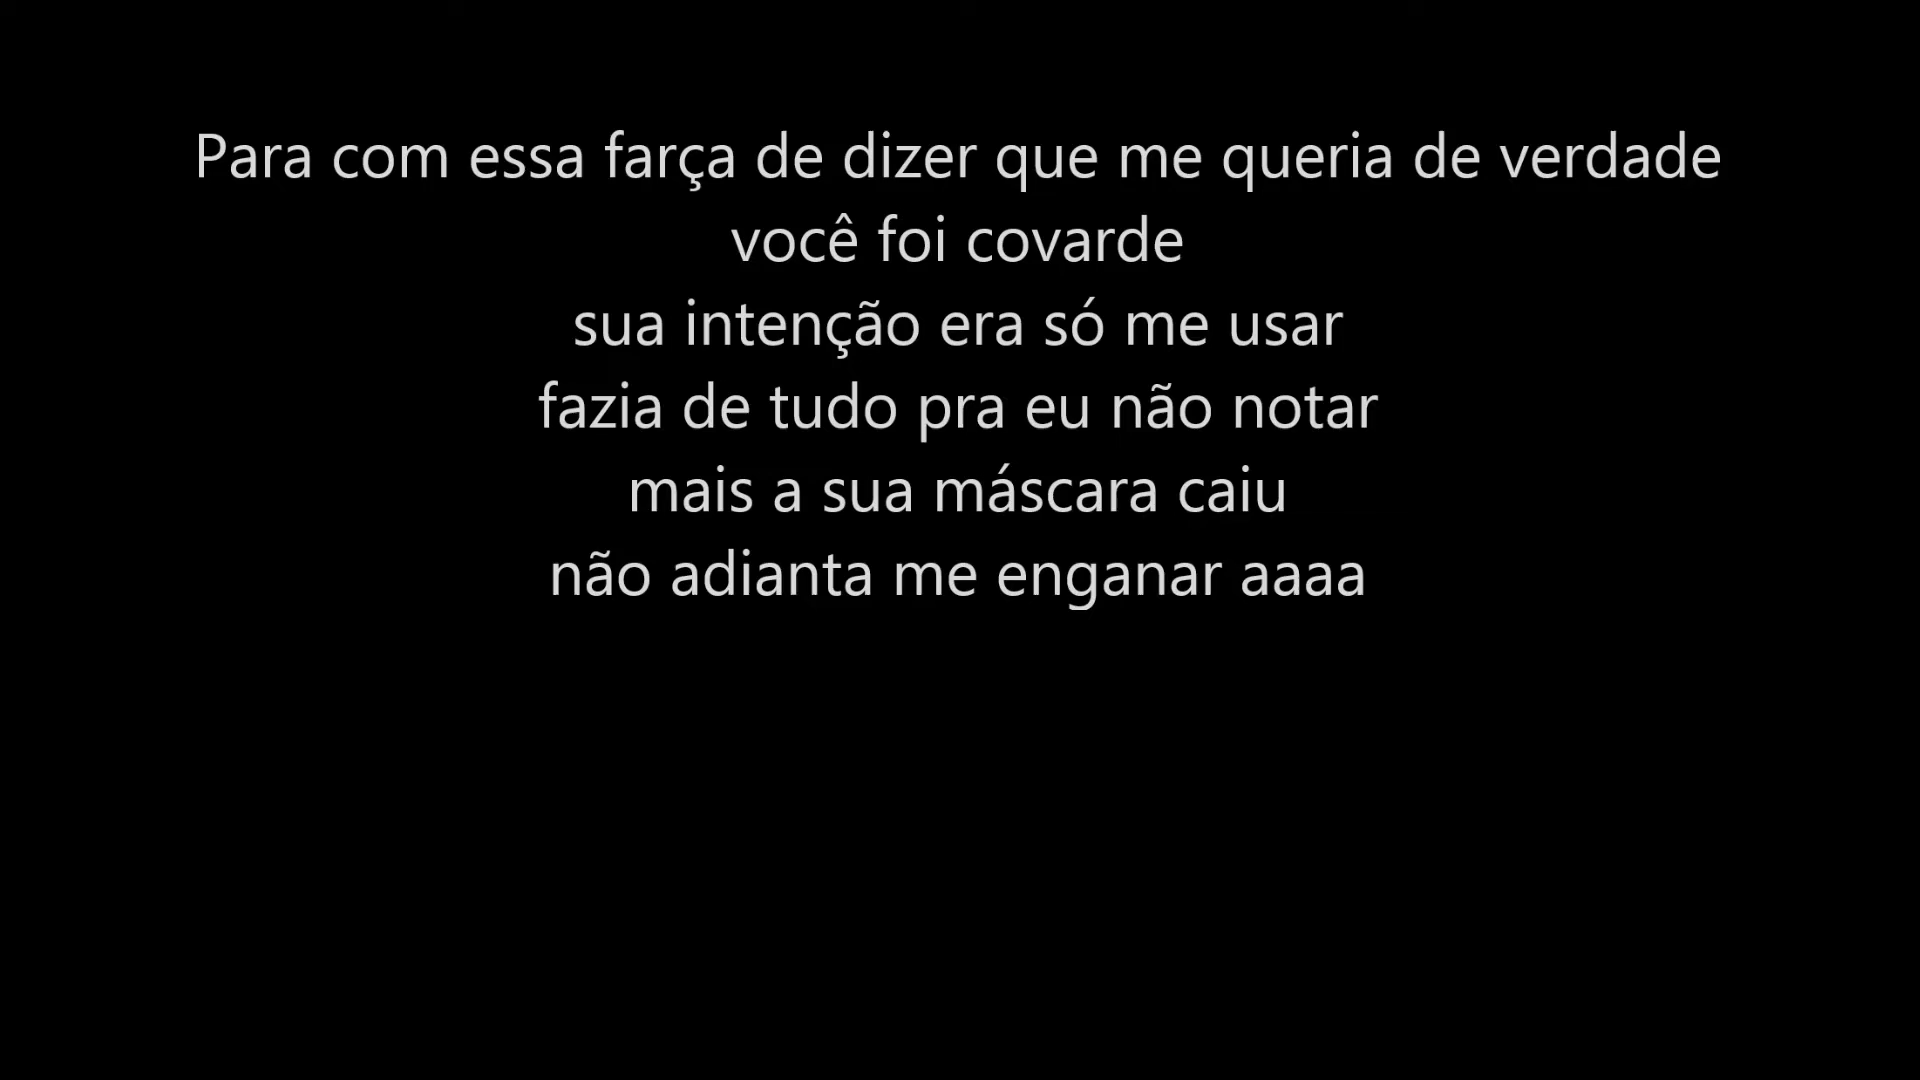 Para com essa farça de dizer que me queria de verdade
você foi covarde
sua intenção era só me usar
fazia de tudo pra eu não notar
mais a sua máscara caiu
não adianta me enganar aaaa